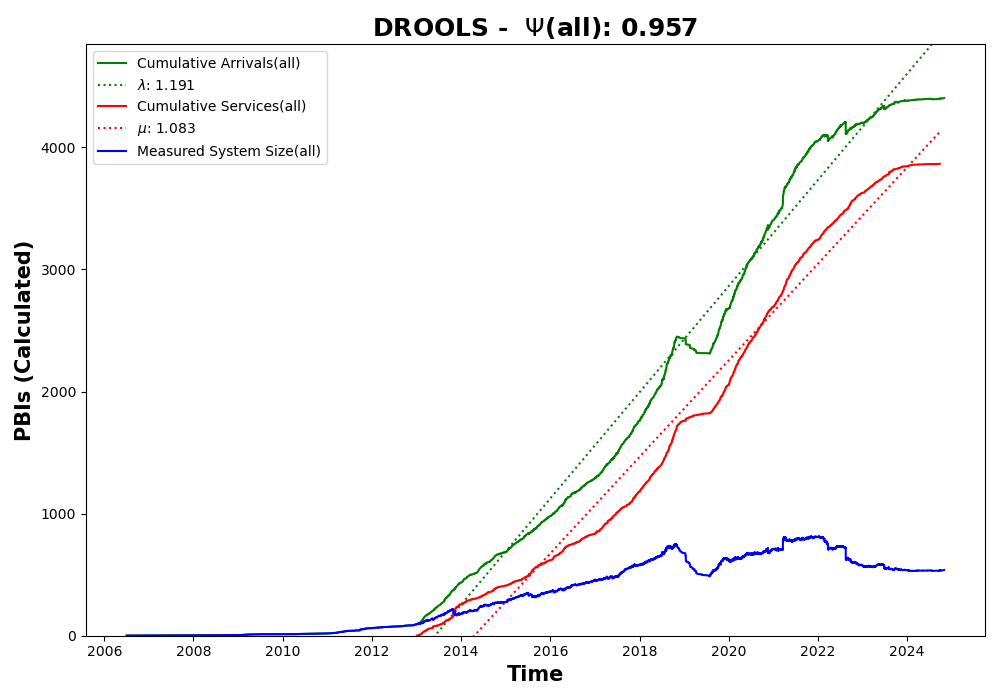 DROOLS - Ψ(all): 0.957
Cumulative Arrivals(all)
λ: 1.191
Cumulative Services(all)
μ: 1.083
Measured System Size(all)
PBIs (Calculated)
4000
3000
2000
1000
0
2006 2008 2010 2012 2014 2016 2018 2020 2022 2024
Time